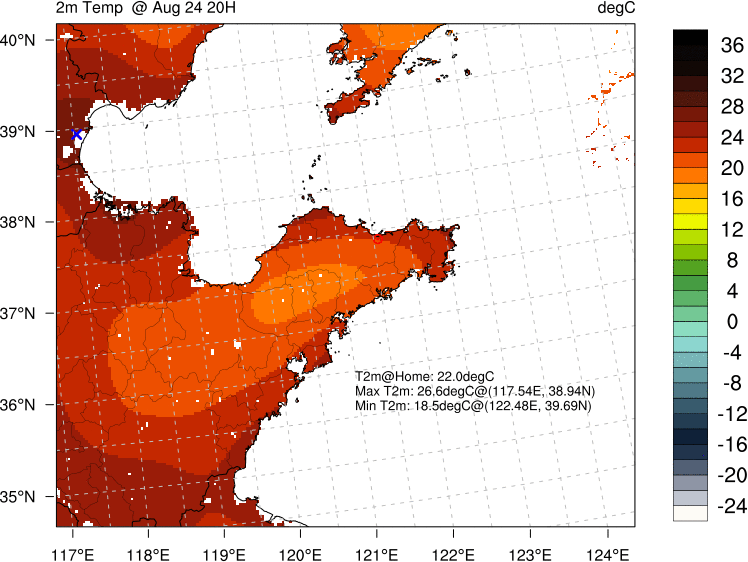 2m Temp @ Aug 24 20H
degC
40°N
39°N
38°N
37°N
36°N
35°N
117°E
118°E
119°E
120°E
121°E
122°E
123°E
124°E
T2m@Home: 22.0degC
Max T2m: 26.6degC@(117.54E, 38.94N)
Min T2m: 18.5degC@(122.48E, 39.69N)
36
32
28
24
20
16
12
8
4
0
-4
-8
-12
-16
-20
-24